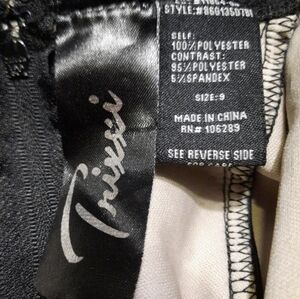 STYLE:#8601350TBI
SELF:
100%POLYESTER
CONTRAST:
95%POLYESTER
5%SPANDEX
SIZE:9
MADE IN CHINA
RN# 106289
SEE REVERSE SIDE
Trixxi